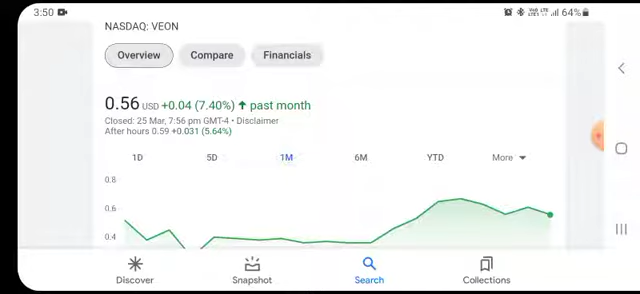 3:50 64%
NASDAQ: VEON
Overview Compare Financials
0.56 USD +0.04 (7.40%) ↑ past month
Closed: 25 Mar, 7:56 pm GMT-4 • Disclaimer
After hours 0.59 +0.031 (5.64%)
1D 5D 1M 6M YTD More
0.8
0.6
0.4
Discover Snapshot Search Collections